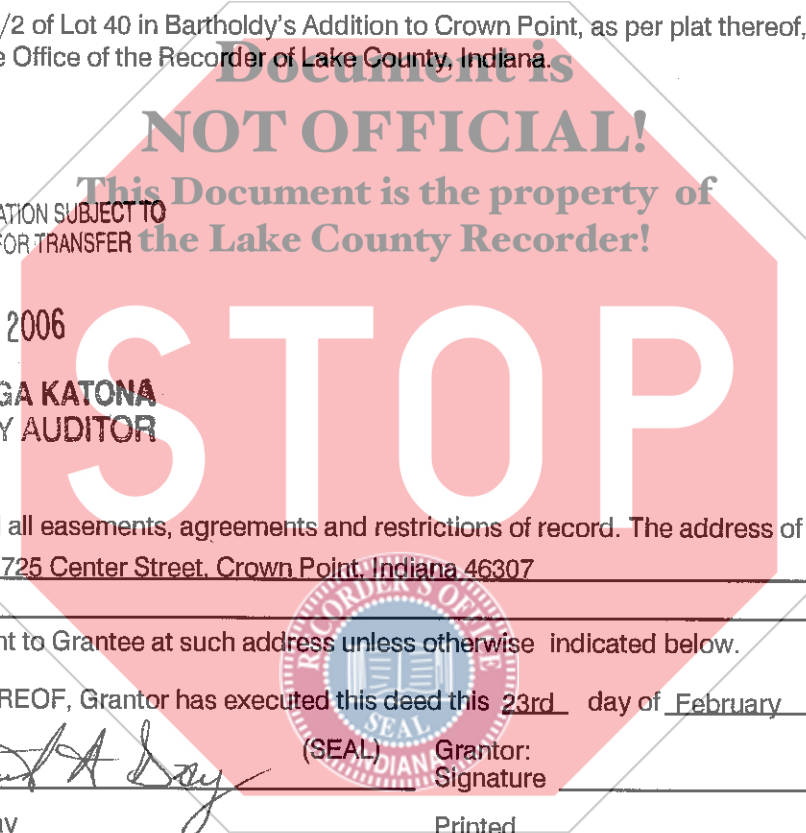 /2 of Lot 40 in Bartholdy's Addition to Crown Point, as per plat thereof,
e Office of the Recorder of Lake County, Indiana.
Document is
NOT OFFICIAL!
This Document is the property of
the Lake County Recorder!
ATION SUBJECT TO
FOR TRANSFER
2006
GA KATONA
Y AUDITOR
STOP
all easements, agreements and restrictions of record. The address of
725 Center Street, Crown Point, Indiana 46307
nt to Grantee at such address unless otherwise indicated below.
REOF, Grantor has executed this deed this 23rd day of February
RECORDER'S OFFICE
SEAL
INDIANA
(SEAL) Grantor:
Signature
Printed